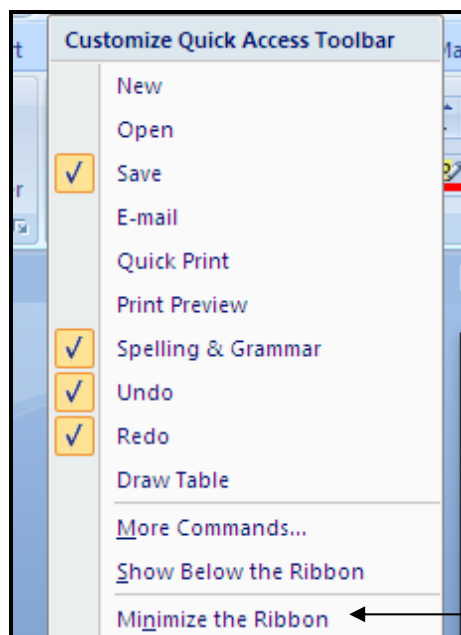 Customize Quick Access Toolbar
New
Open
Save
E-mail
Quick Print
Print Preview
Spelling & Grammar
Undo
Redo
Draw Table
More Commands...
Show Below the Ribbon
Minimize the Ribbon